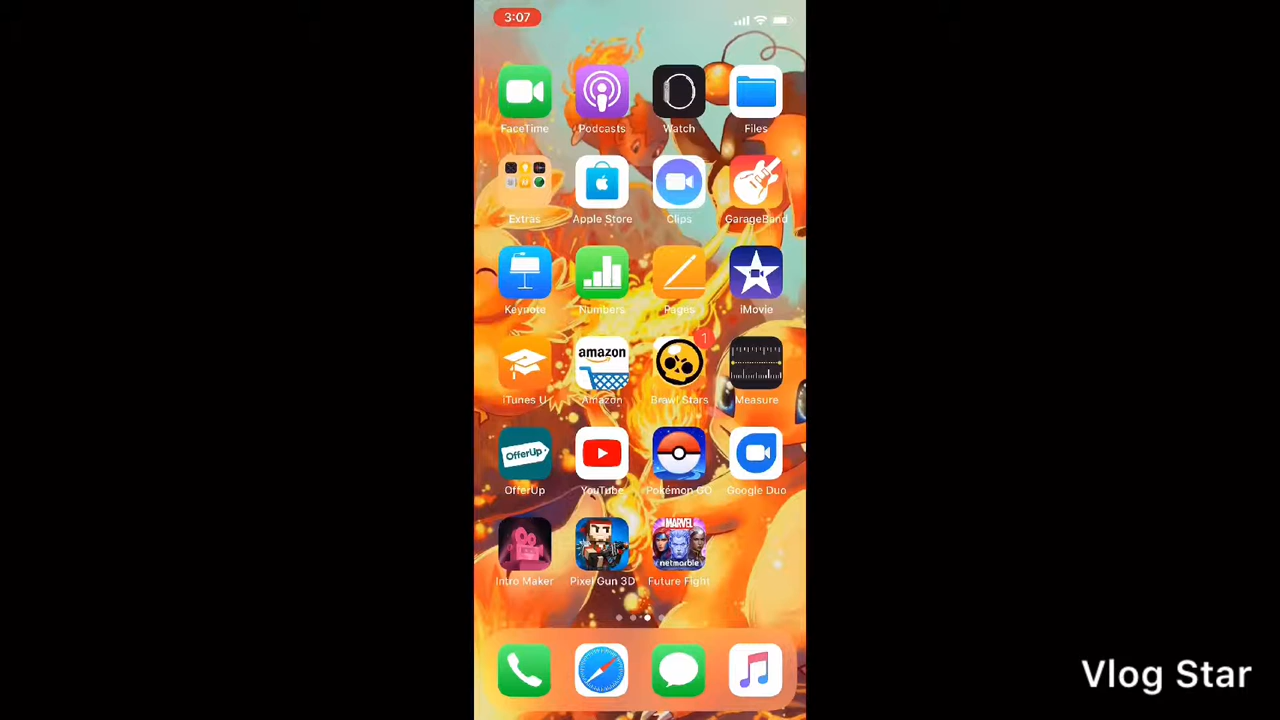 3:07
FaceTime Podcasts Watch Files
Extras Apple Store Clips GarageBand
Keynote Numbers Pages iMovie
amazon
1
iTunes U Amazon Brawl Stars Measure
OfferUp
OfferUp YouTube Pokémon GO Google Duo
MARVEL
netmarble
Intro Maker Pixel Gun 3D Future Fight
Vlog Star